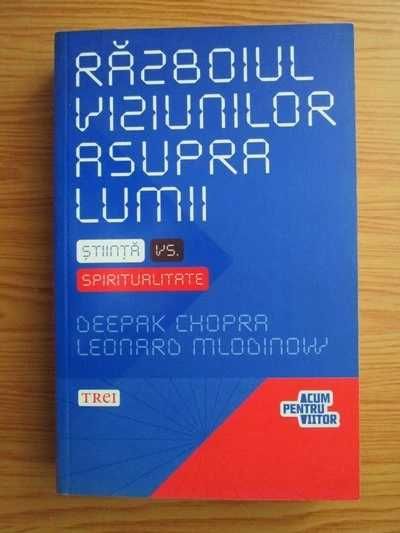 RĂZBOIUL
VIZIUNILOR
ASUPRA
LUMII
ȘTIINȚĂ VS.
SPIRITUALITATE
DEEPAK CHOPRA
LEONARD MLODINOW
TREI
ACUM
PENTRU
VIITOR